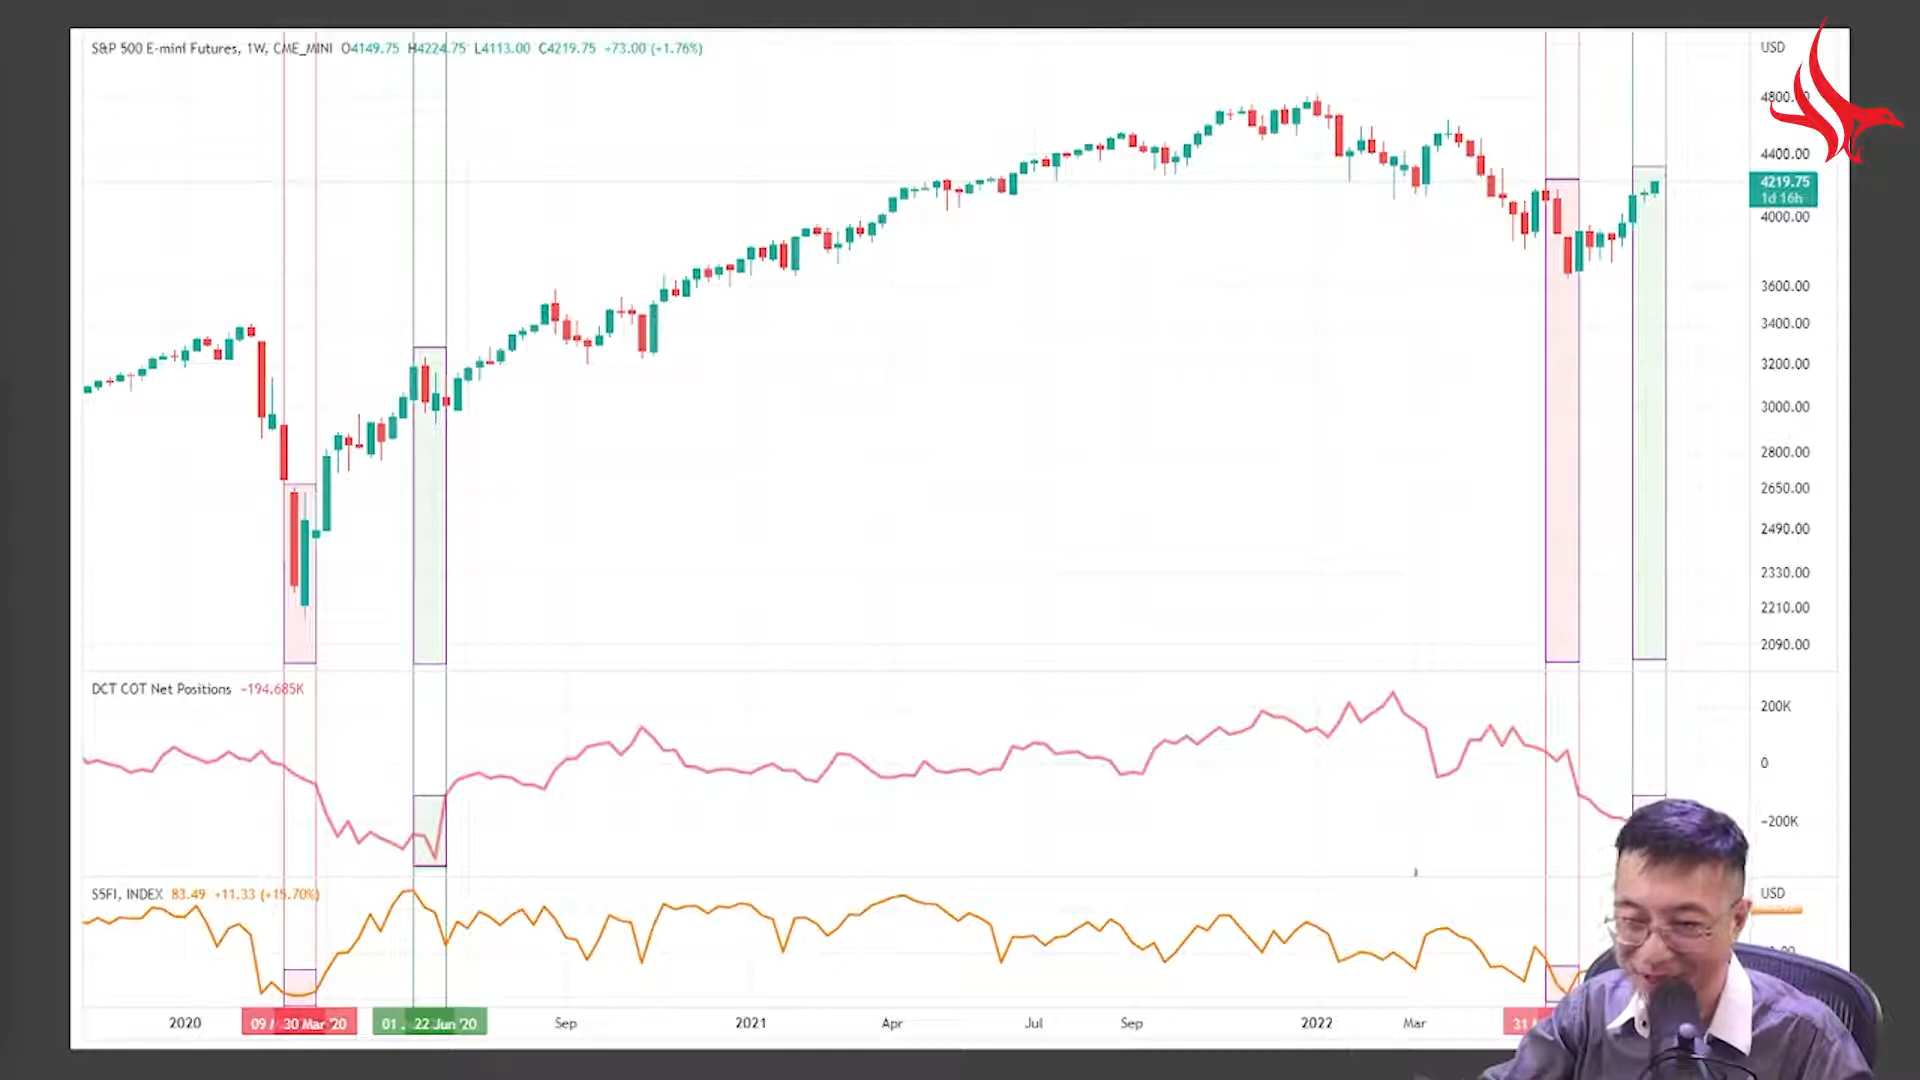 S&P 500 E-mini Futures, 1W, CME_MINI O4149.75 H4224.75 L4113.00 C4219.75 +73.00 (+1.76%)
USD
4800.
4400.00
4219.75
1d 16h
4000.00
3600.00
3400.00
3200.00
3000.00
2800.00
2650.00
2490.00
2330.00
2210.00
2090.00
DCT COT Net Positions -194.685K
200K
0
-200K
S5FI, INDEX 83.49 +11.33 (+15.70%)
USD
2020
09
30 Mar '20
01
22 Jun '20
Sep
2021
Apr
Jul
Sep
2022
Mar
31